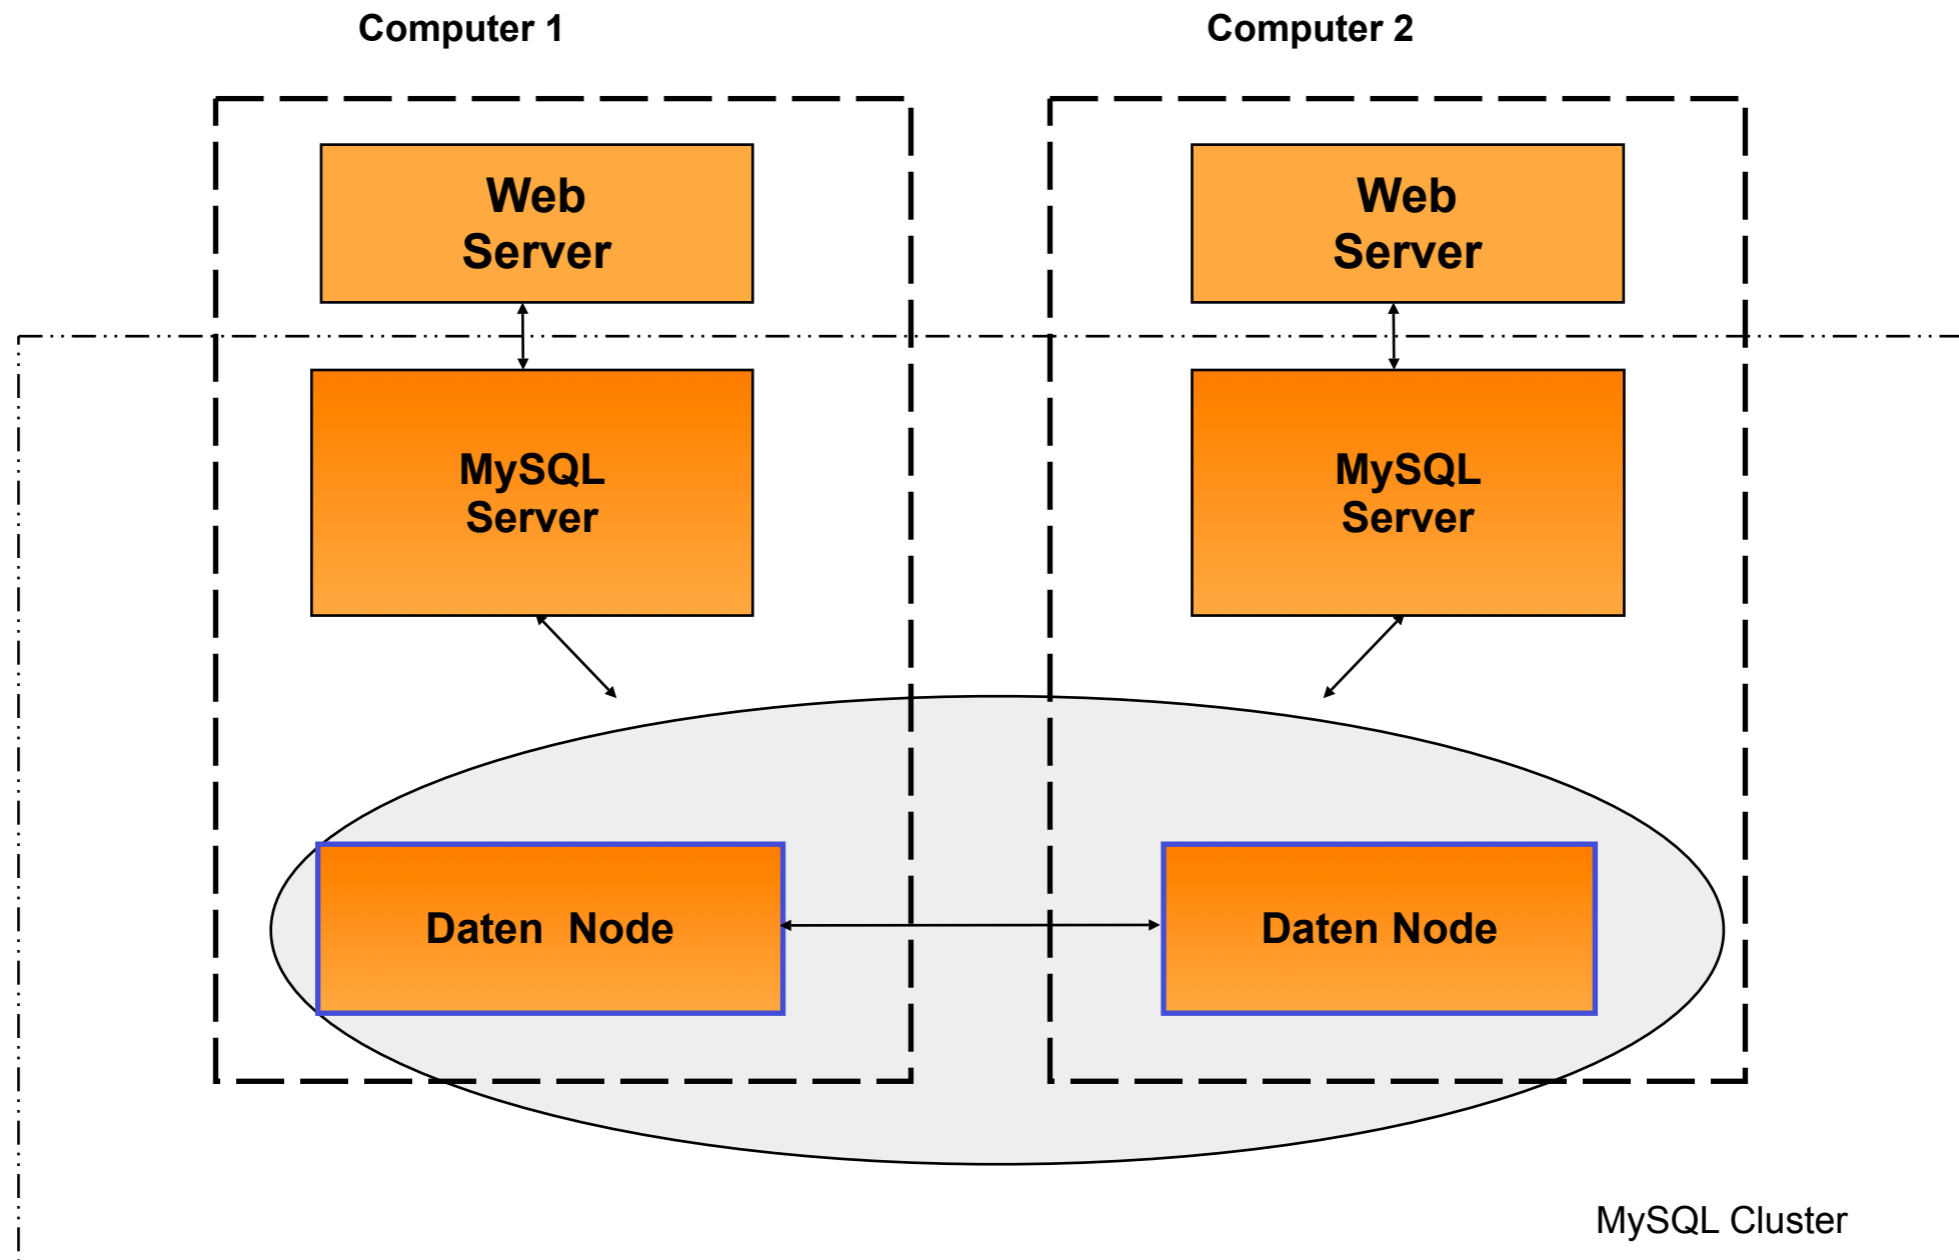 Computer 1
Computer 2
Web
Server
Web
Server
MySQL
Server
MySQL
Server
Daten  Node
Daten Node
MySQL Cluster